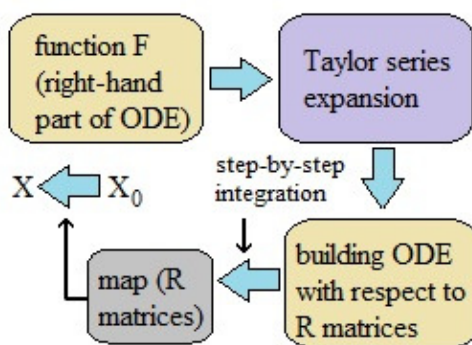 function F
(right-hand
part of ODE)
Taylor series
expansion
step-by-step
integration
X
X₀
building ODE
with respect to
R matrices
map (R
matrices)